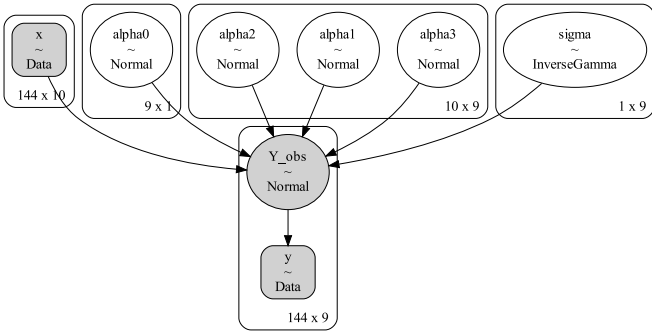 x
~
Data
144 x 10
alpha0
~
Normal
9 x 1
alpha2
~
Normal
alpha1
~
Normal
alpha3
~
Normal
10 x 9
sigma
~
InverseGamma
1 x 9
Y_obs
~
Normal
y
~
Data
144 x 9